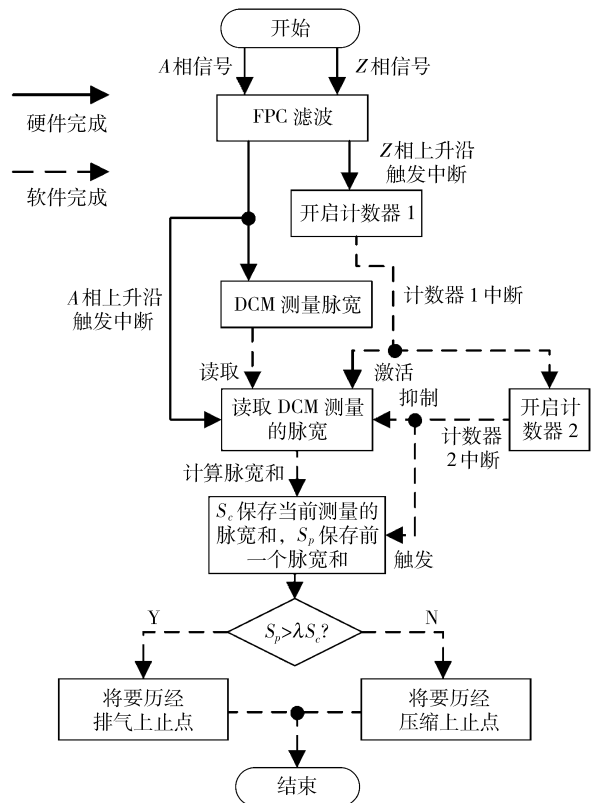 开始
A相信号
Z相信号
硬件完成
软件完成
FPC 滤波
Z相上升沿
触发中断
开启计数器 1
A相上升沿
触发中断
DCM 测量脉宽
计数器 1 中断
读取
激活
抑制
读取 DCM 测量
的脉宽
开启计
数器 2
计数器
2 中断
计算脉宽和
Sc保存当前测量的
脉宽和，Sp保存前
一个脉宽和
触发
Y
Sp>λSc?
N
将要历经
排气上止点
将要历经
压缩上止点
结束